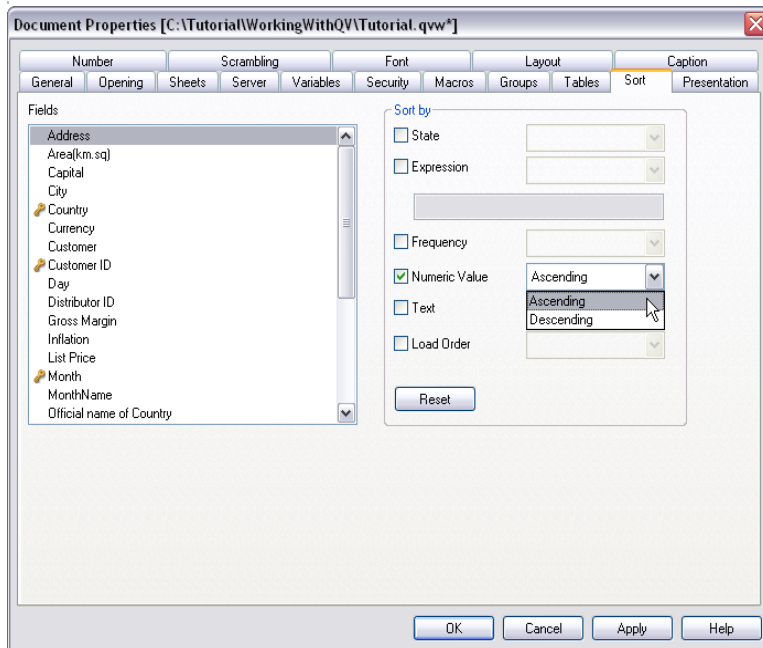 Document Properties [C:\Tutorial\WorkingWithQV\Tutorial.qvw*]
Number Scrambling Font Layout Caption
General Opening Sheets Server Variables Security Macros Groups Tables Sort Presentation
Fields
Address
Area(km.sq)
Capital
City
Country
Currency
Customer
Customer ID
Day
Distributor ID
Gross Margin
Inflation
List Price
Month
MonthName
Official name of Country
Sort by
State
Expression
Frequency
Numeric Value Ascending
Ascending
Text
Descending
Load Order
Reset
OK Cancel Apply Help